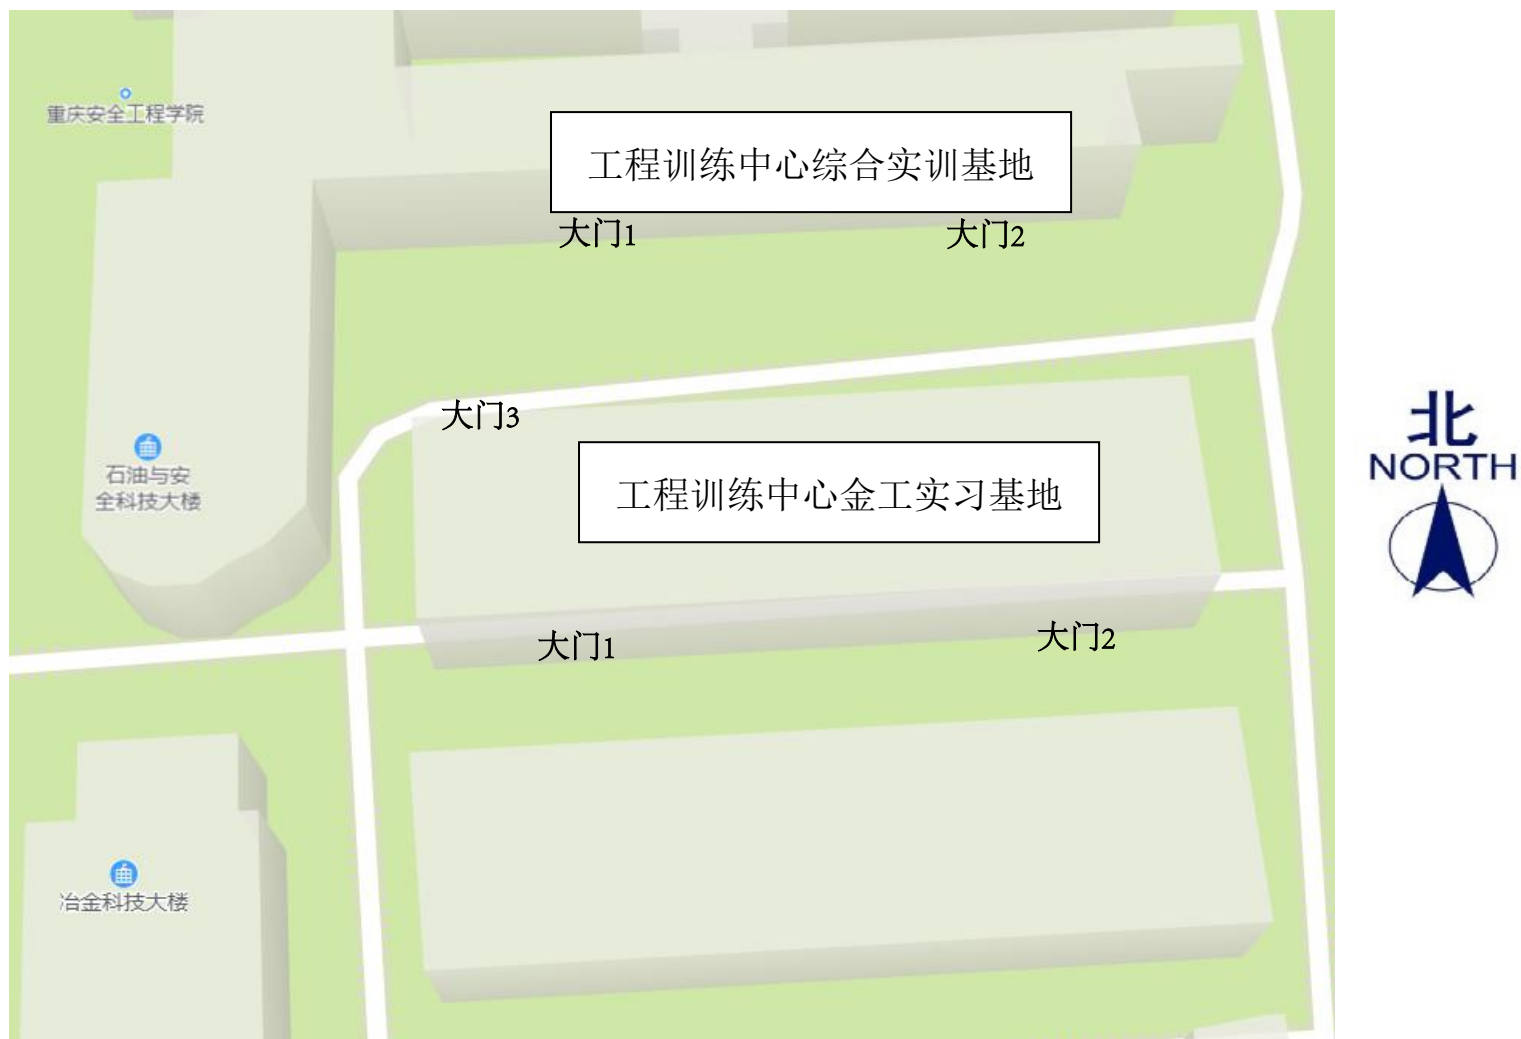 重庆安全工程学院
工程训练中心综合实训基地
大门1
大门2
大门3
北
NORTH
石油与安
全科技大楼
工程训练中心金工实习基地
大门1
大门2
冶金科技大楼